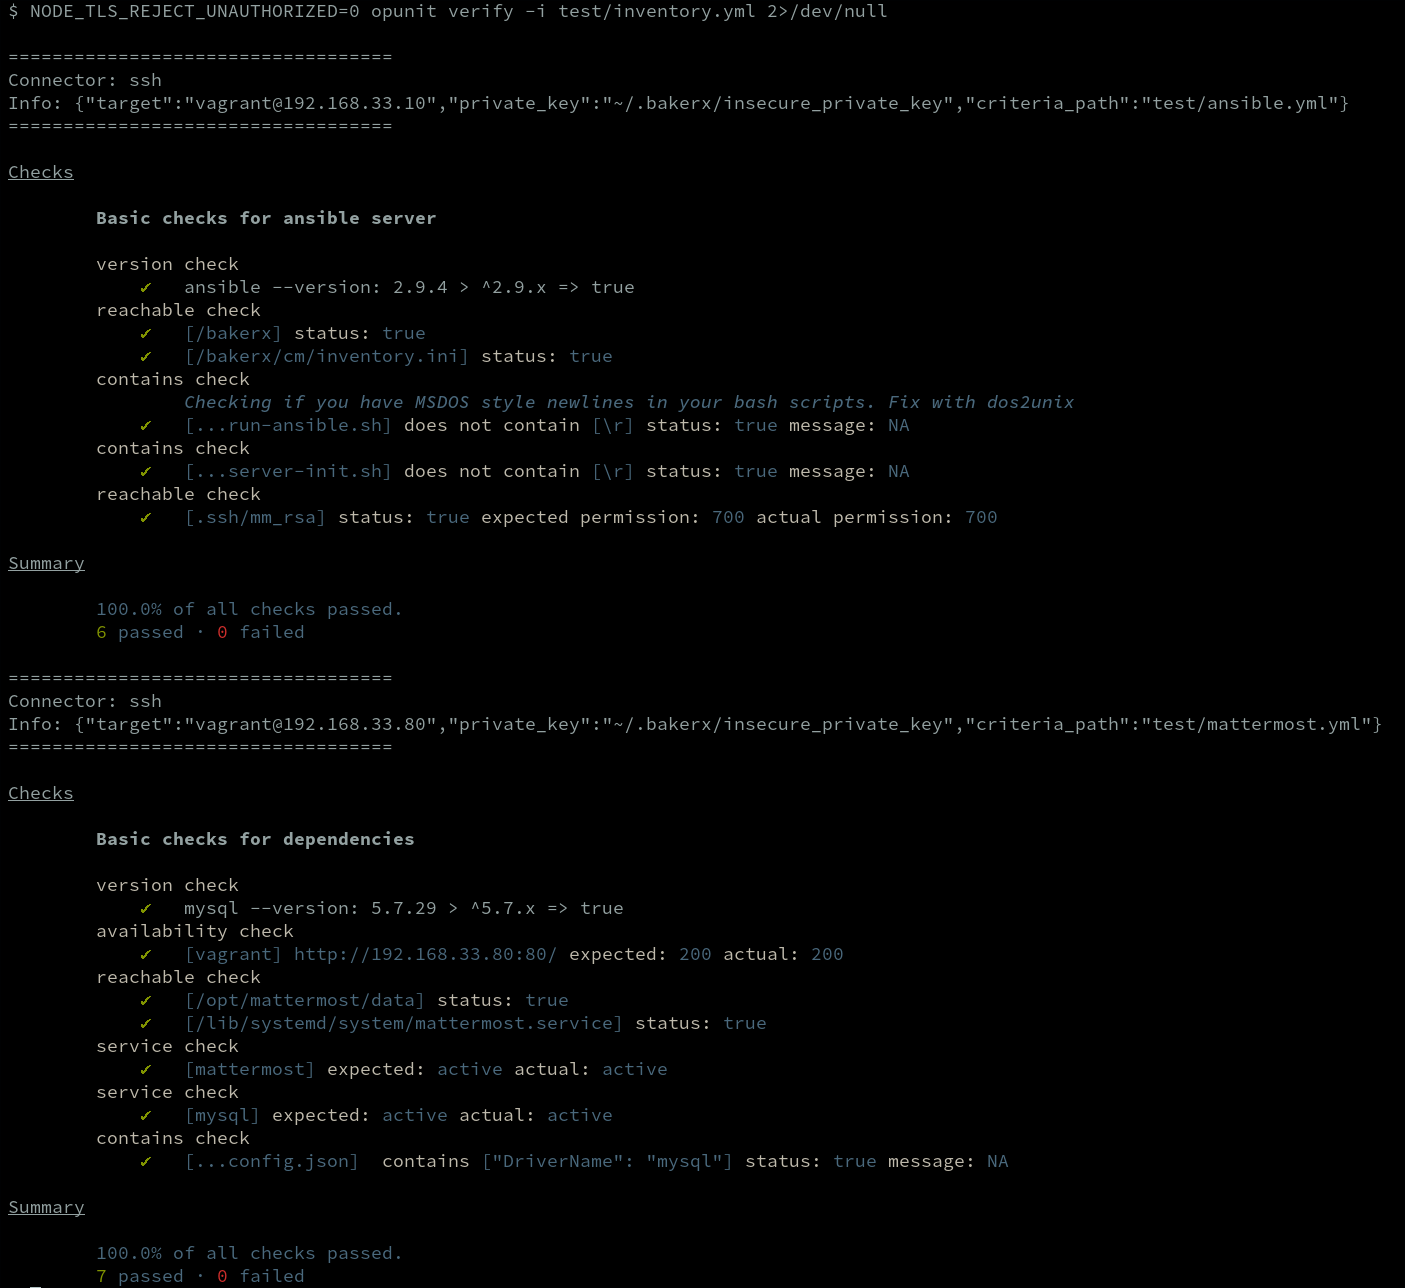 $ NODE_TLS_REJECT_UNAUTHORIZED=0 opunit verify -i test/inventory.yml 2>/dev/null
===================================
Connector: ssh
Info: {"target":"vagrant@192.168.33.10","private_key":"~/.bakerx/insecure_private_key","criteria_path":"test/ansible.yml"}
===================================
Checks
Basic checks for ansible server
version check
✔ ansible --version: 2.9.4 > ^2.9.x => true
reachable check
✔ [/bakerx] status: true
✔ [/bakerx/cm/inventory.ini] status: true
contains check
Checking if you have MSDOS style newlines in your bash scripts. Fix with dos2unix
✔ [...run-ansible.sh] does not contain [\r] status: true message: NA
contains check
✔ [...server-init.sh] does not contain [\r] status: true message: NA
reachable check
✔ [.ssh/mm_rsa] status: true expected permission: 700 actual permission: 700
Summary
100.0% of all checks passed.
6 passed · 0 failed
===================================
Connector: ssh
Info: {"target":"vagrant@192.168.33.80","private_key":"~/.bakerx/insecure_private_key","criteria_path":"test/mattermost.yml"}
===================================
Checks
Basic checks for dependencies
version check
✔ mysql --version: 5.7.29 > ^5.7.x => true
availability check
✔ [vagrant] http://192.168.33.80:80/ expected: 200 actual: 200
reachable check
✔ [/opt/mattermost/data] status: true
✔ [/lib/systemd/system/mattermost.service] status: true
service check
✔ [mattermost] expected: active actual: active
service check
✔ [mysql] expected: active actual: active
contains check
✔ [...config.json]  contains ["DriverName": "mysql"] status: true message: NA
Summary
100.0% of all checks passed.
7 passed · 0 failed